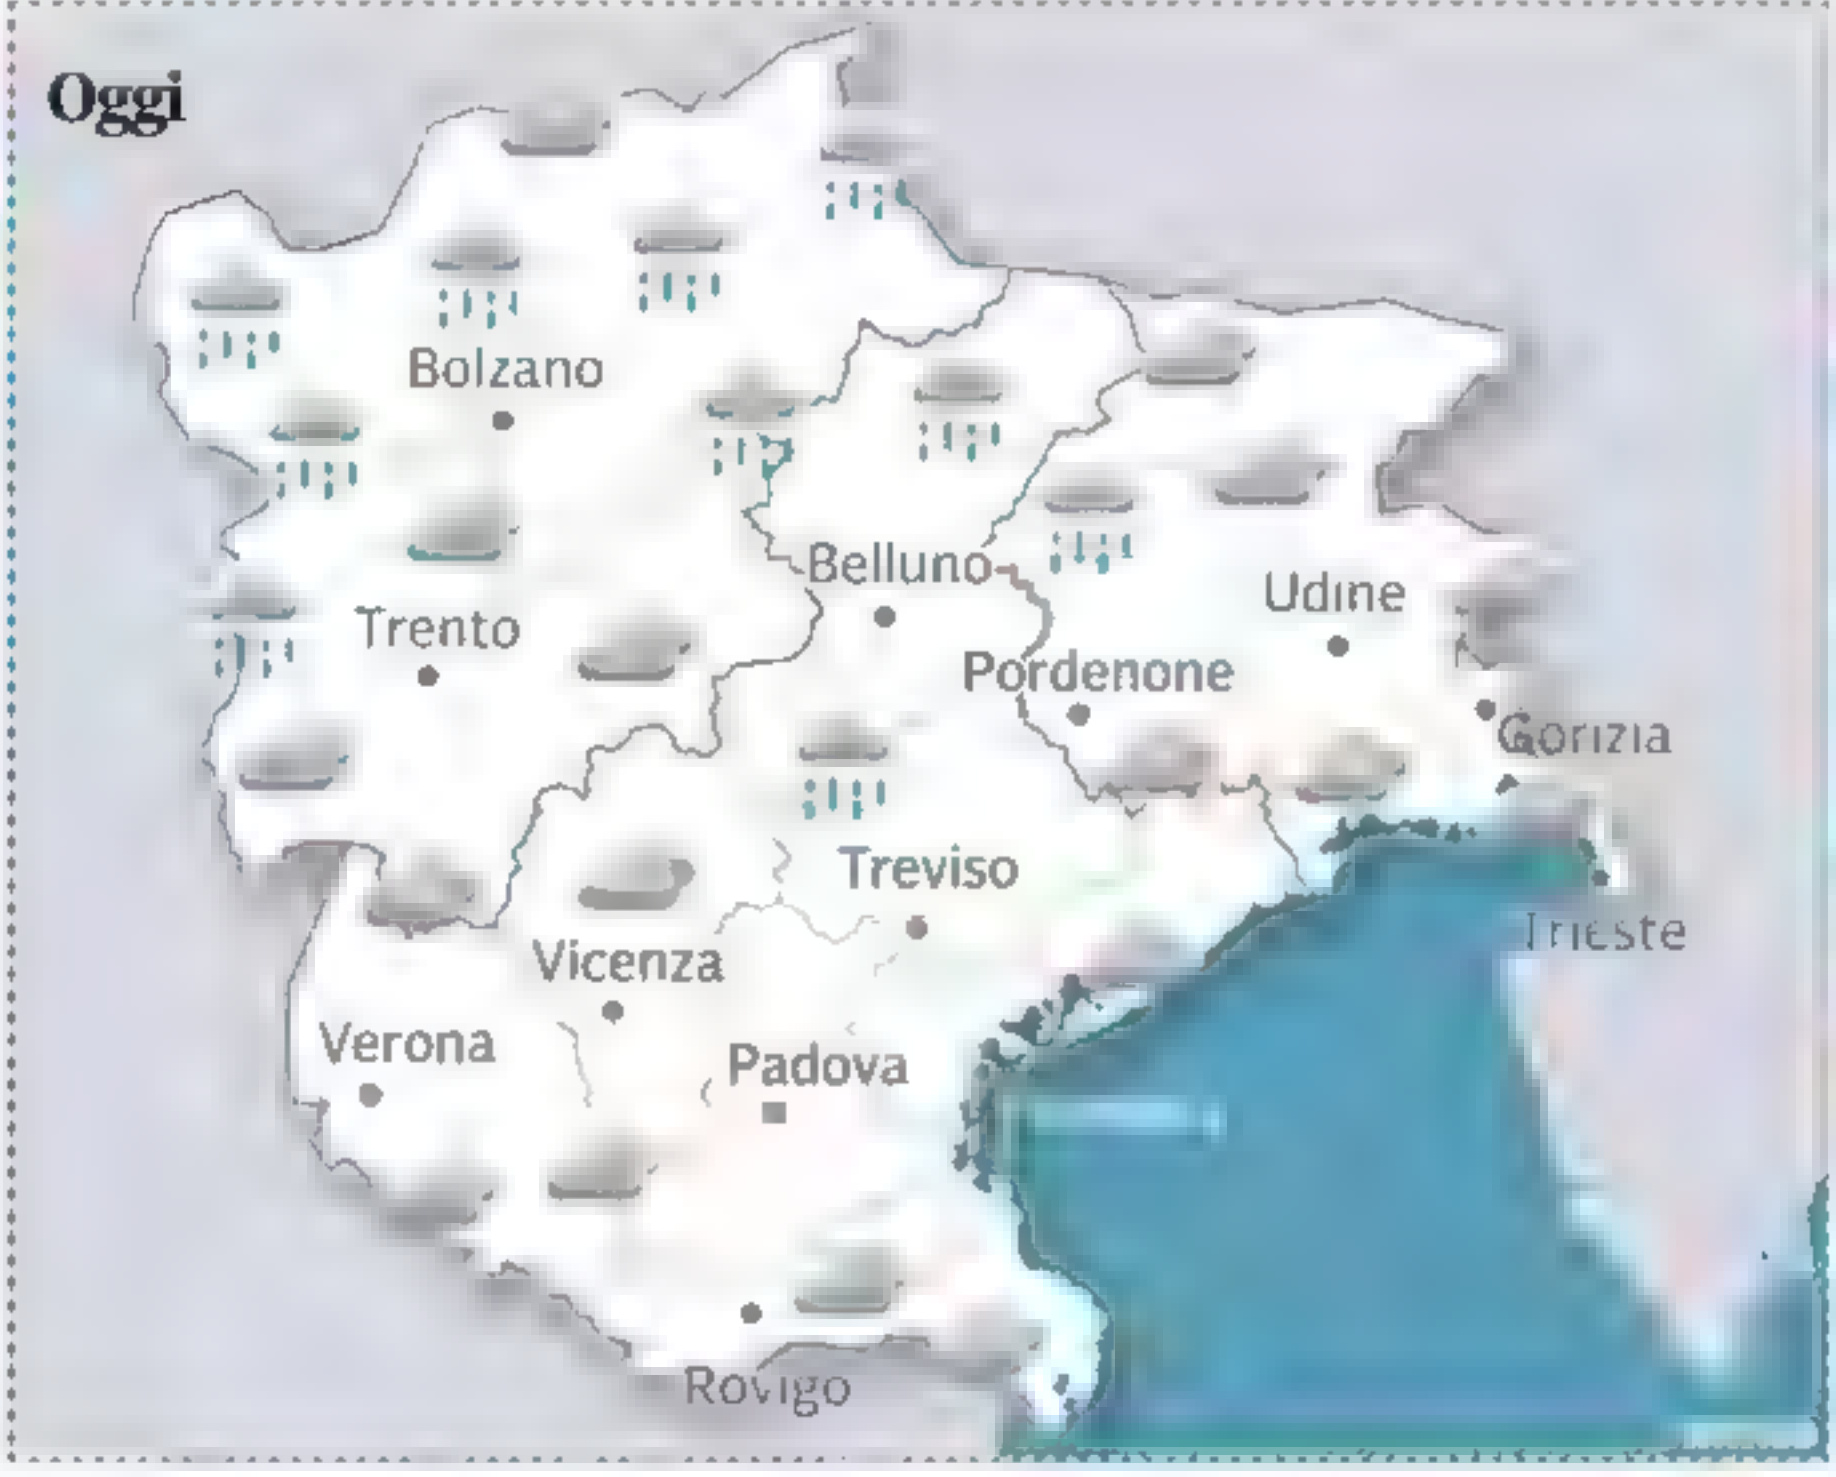 Oggi
Bolzano
Belluno
Udine
Trento
Pordenone
Gorizia
Treviso
Trieste
Vicenza
Verona
Padova
Rovigo